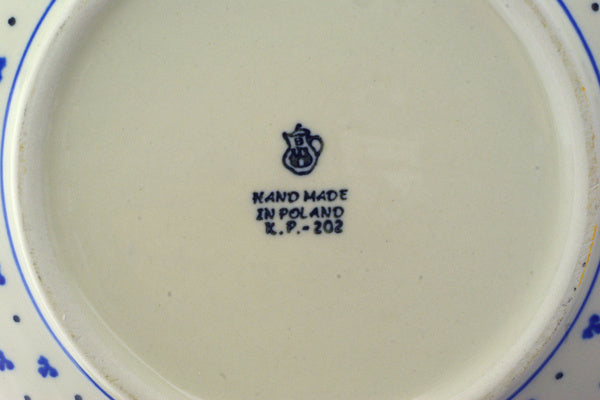 B
HAND MADE
IN POLAND
K.P.-202